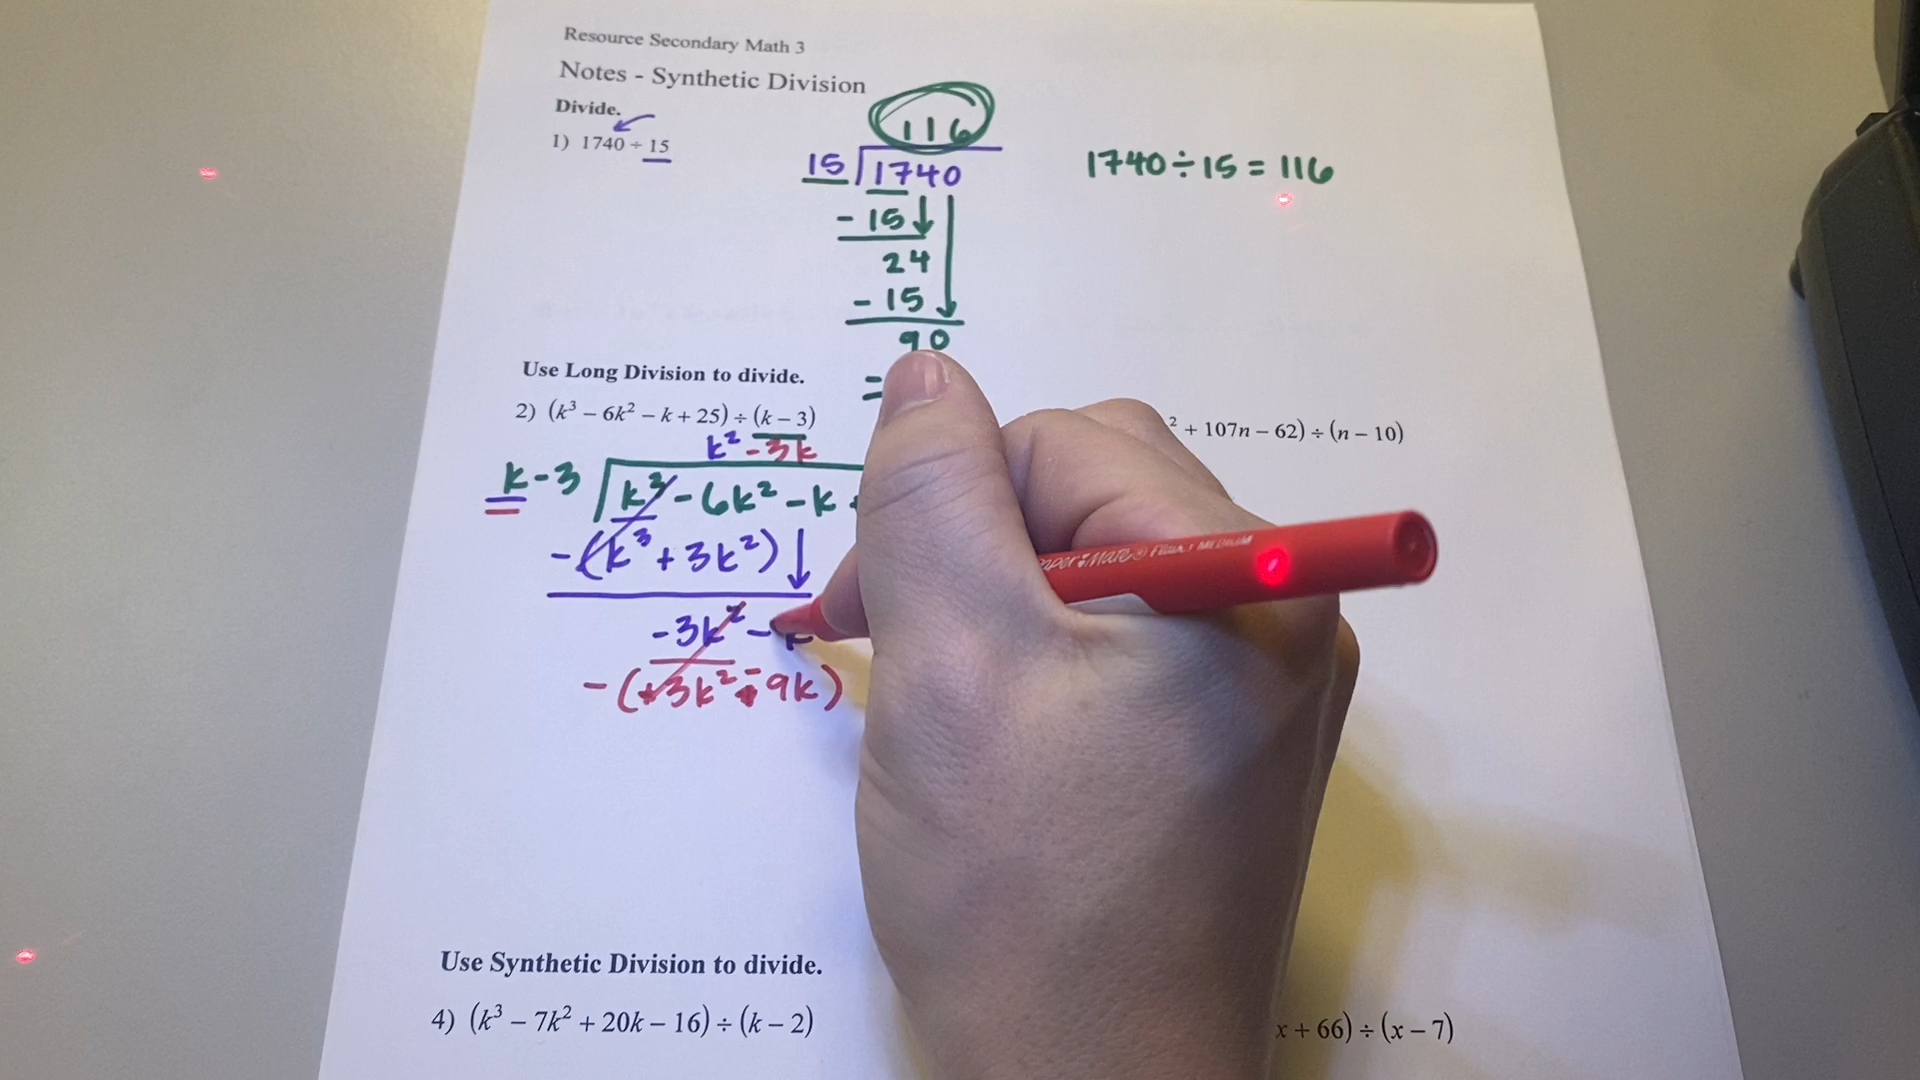 Resource Secondary Math 3
Notes - Synthetic Division
Divide.
1) 1740 ÷ 15
116
15 1740
- 15
24
- 15
90
=
1740 ÷ 15 = 116
Use Long Division to divide.
2) (k³ – 6k² – k + 25) ÷ (k – 3)
² + 107n – 62) ÷ (n – 10)
k² - 3k
k - 3 k³ - 6k² - k
- (k³ + 3k²)
- 3k² - k
- (+3k² - 9k)
Paper Mate® Flair® MEDIUM
Use Synthetic Division to divide.
4) (k³ – 7k² + 20k – 16) ÷ (k – 2)
x + 66) ÷ (x – 7)